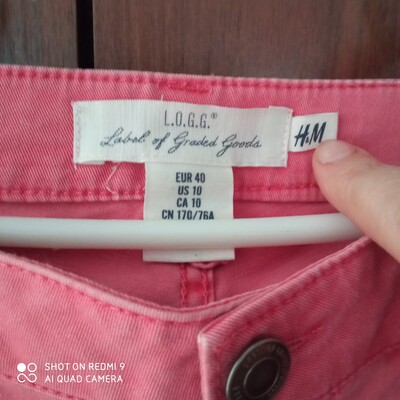 L.O.G.G.®
Label of Graded Goods
H&M
EUR 40
US 10
CA 10
CN 170/76A
SHOT ON REDMI 9
AI QUAD CAMERA